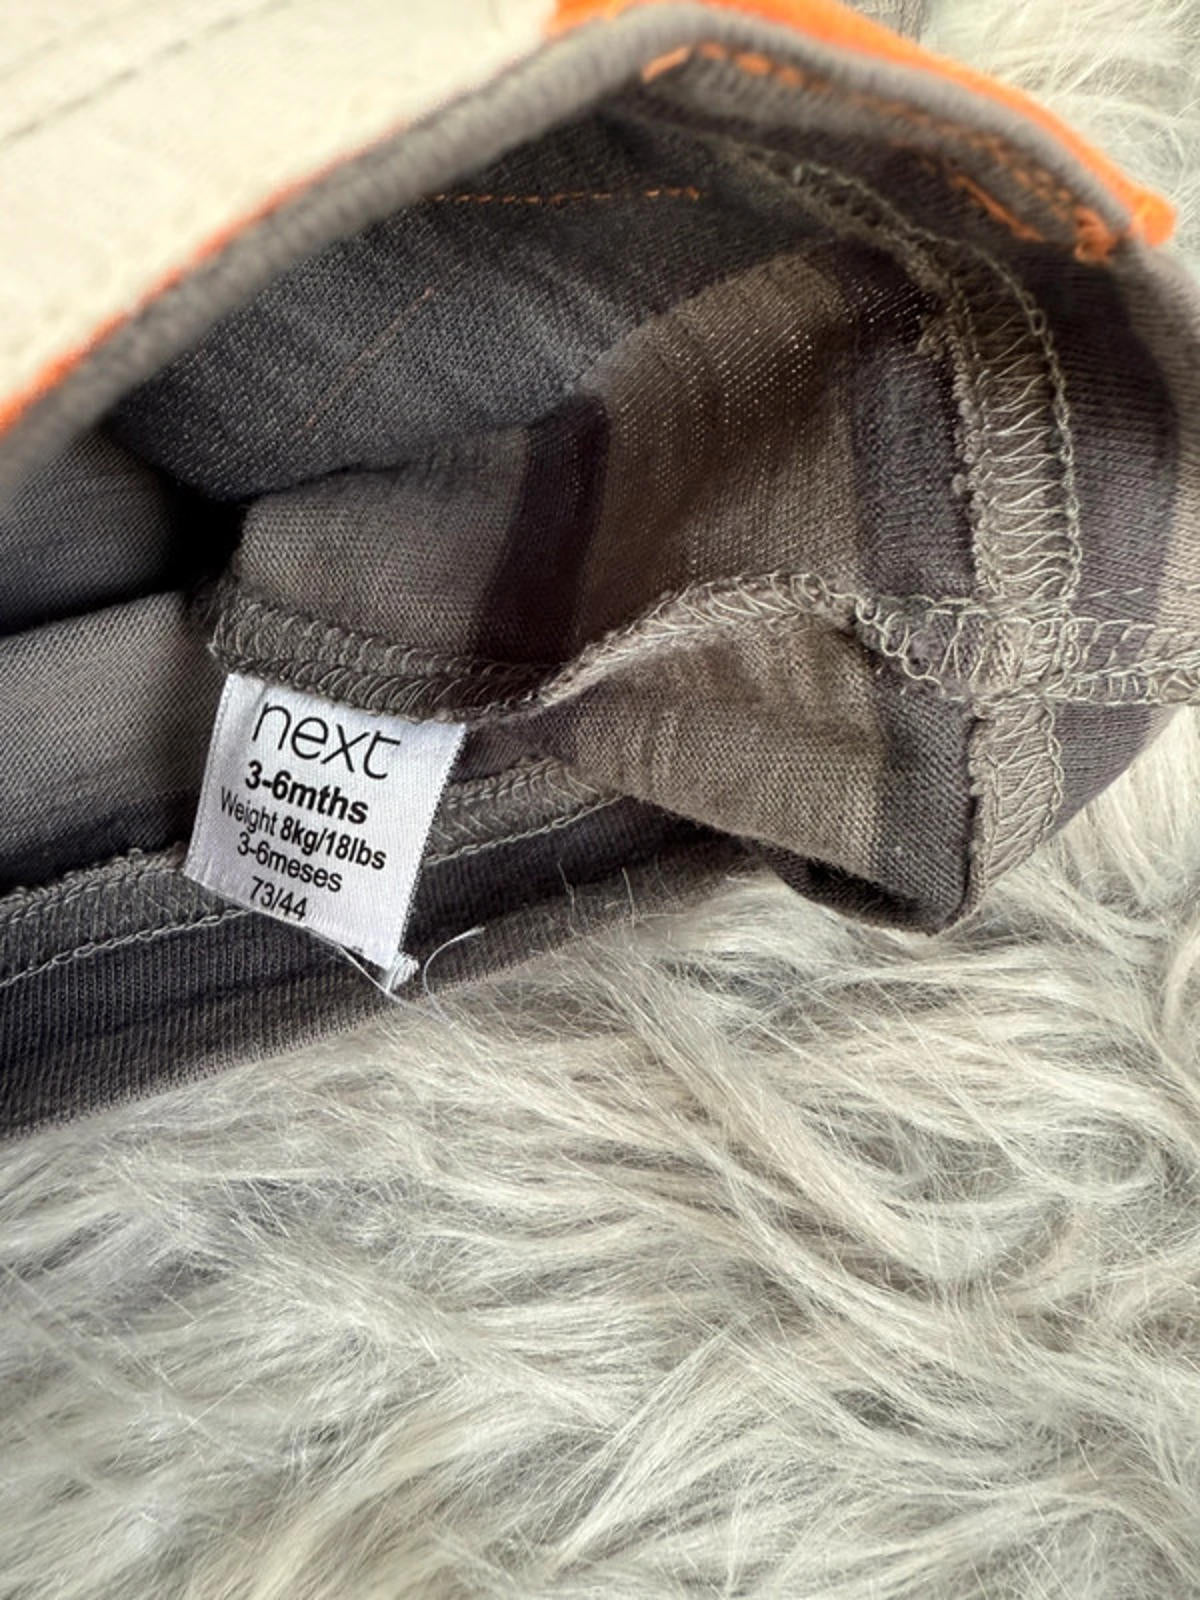 next
3-6mths
Weight 8kg/18lbs
3-6meses
73/44